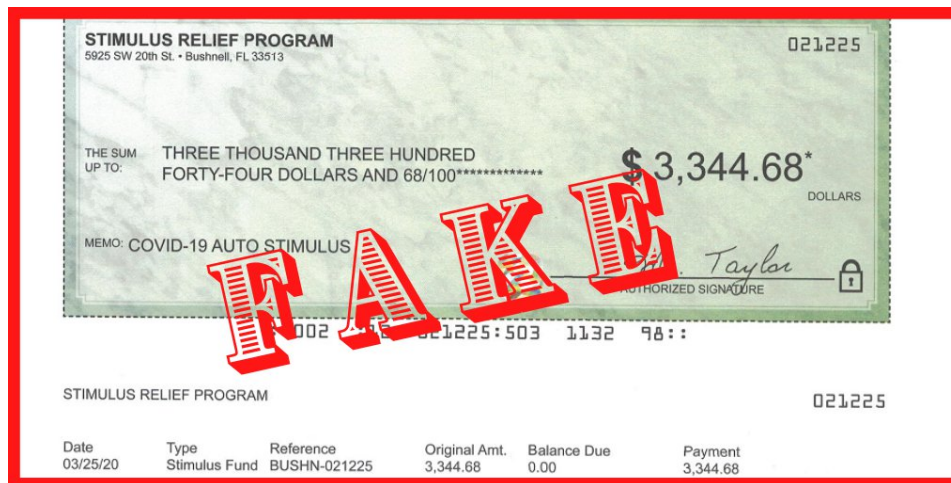 STIMULUS RELIEF PROGRAM
5925 SW 20th St. • Bushnell, FL 33513
021225
THE SUM UP TO:
THREE THOUSAND THREE HUNDRED
FORTY-FOUR DOLLARS AND 68/100*************
$ 3,344.68*
DOLLARS
MEMO: COVID-19 AUTO STIMULUS
Taylor
AUTHORIZED SIGNATURE
FAKE
021225:503 1132 98::
STIMULUS RELIEF PROGRAM
021225
Date Type Reference Original Amt. Balance Due Payment
03/25/20 Stimulus Fund BUSHN-021225 3,344.68 0.00 3,344.68